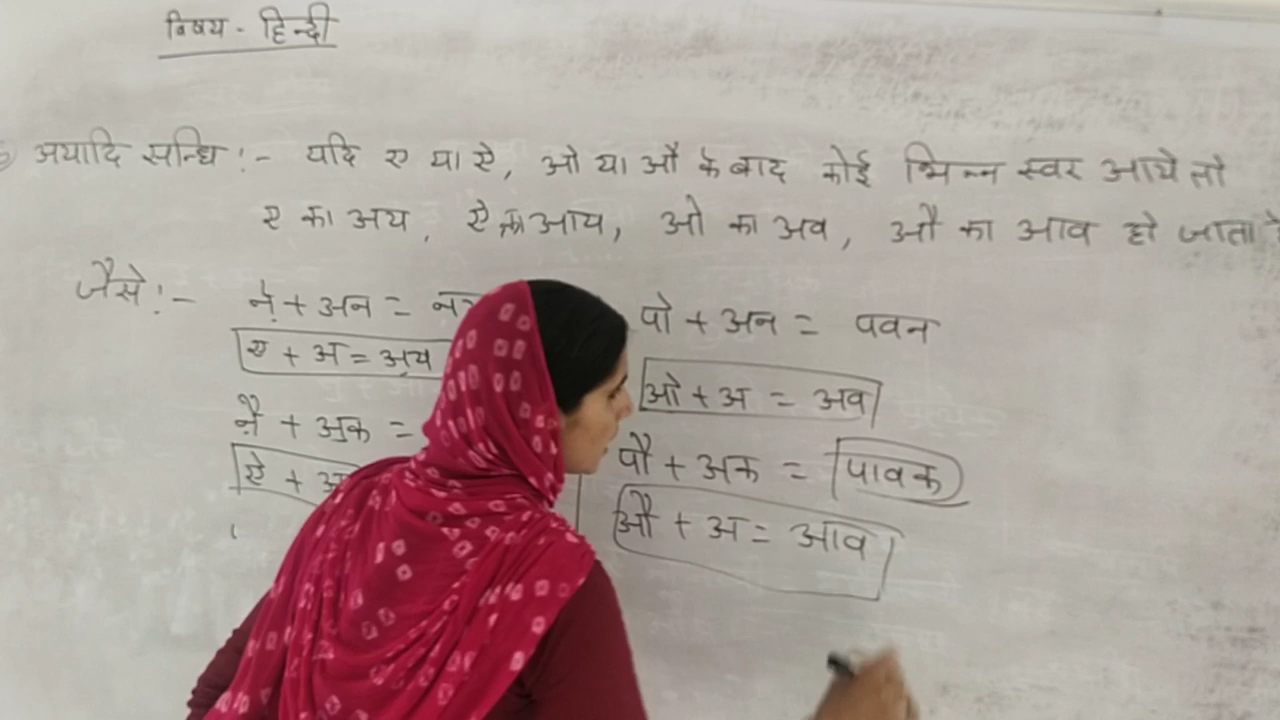 विषय - हिन्दी
अयादि सन्धि :- यदि ए या ऐ, ओ या औ के बाद कोई भिन्न स्वर आये तो
ए का अय, ऐ का आय, ओ का अव, औ का आव हो जाता
जैसे :- ने + अन =
ए + अ = अय
नै + अक =
ऐ + अ
पो + अन = पवन
ओ + अ = अव
पौ + अक = पावक
औ + अ = आव